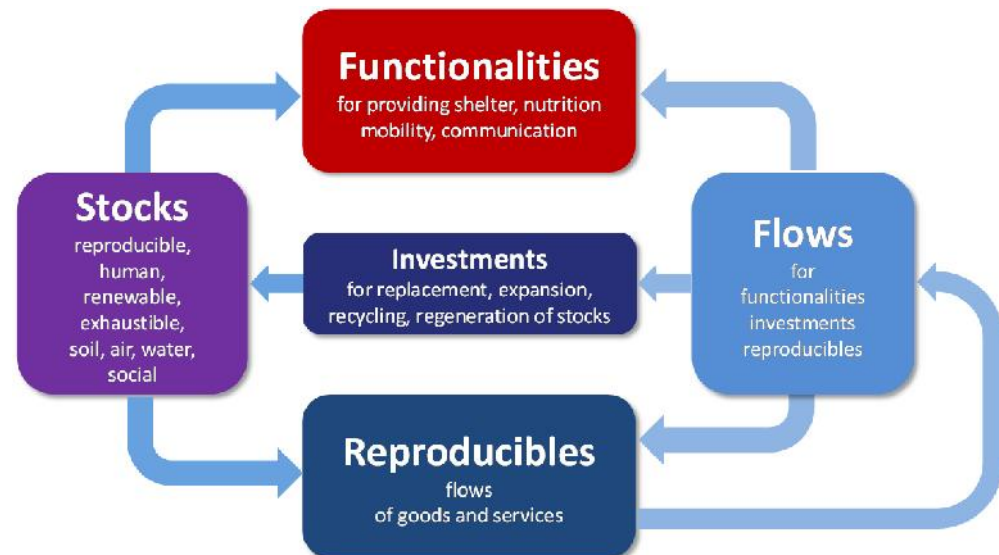 Functionalities
for providing shelter, nutrition
mobility, communication
Stocks
reproducible,
human,
renewable,
exhaustible,
soil, air, water,
social
Investments
for replacement, expansion,
recycling, regeneration of stocks
Flows
for
functionalities
investments
reproducibles
Reproducibles
flows
of goods and services